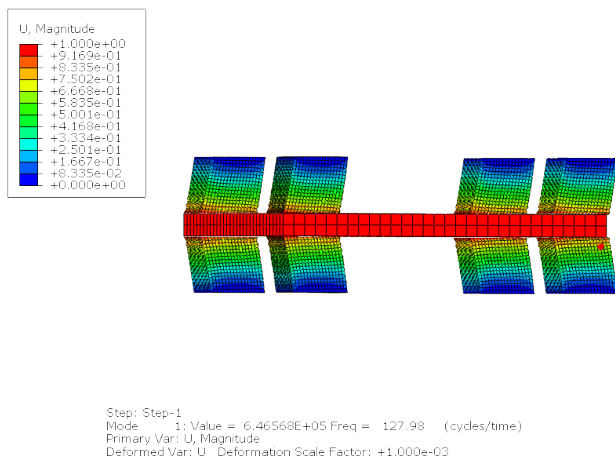 U, Magnitude
+1.000e+00
+9.169e-01
+8.335e-01
+7.502e-01
+6.668e-01
+5.835e-01
+5.001e-01
+4.168e-01
+3.334e-01
+2.501e-01
+1.667e-01
+8.335e-02
+0.000e+00
Step: Step-1
Mode 1: Value = 6.46568E+05 Freq = 127.98 (cycles/time)
Primary Var: U, Magnitude
Deformed Var: U Deformation Scale Factor: +1.000e-03